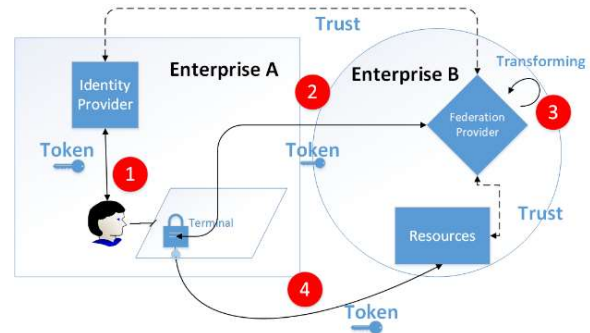 Trust
Enterprise A
Enterprise B
Transforming
Identity
Provider
2
Federation
Provider
3
Token
Token
1
Terminal
Trust
Resources
4
Token